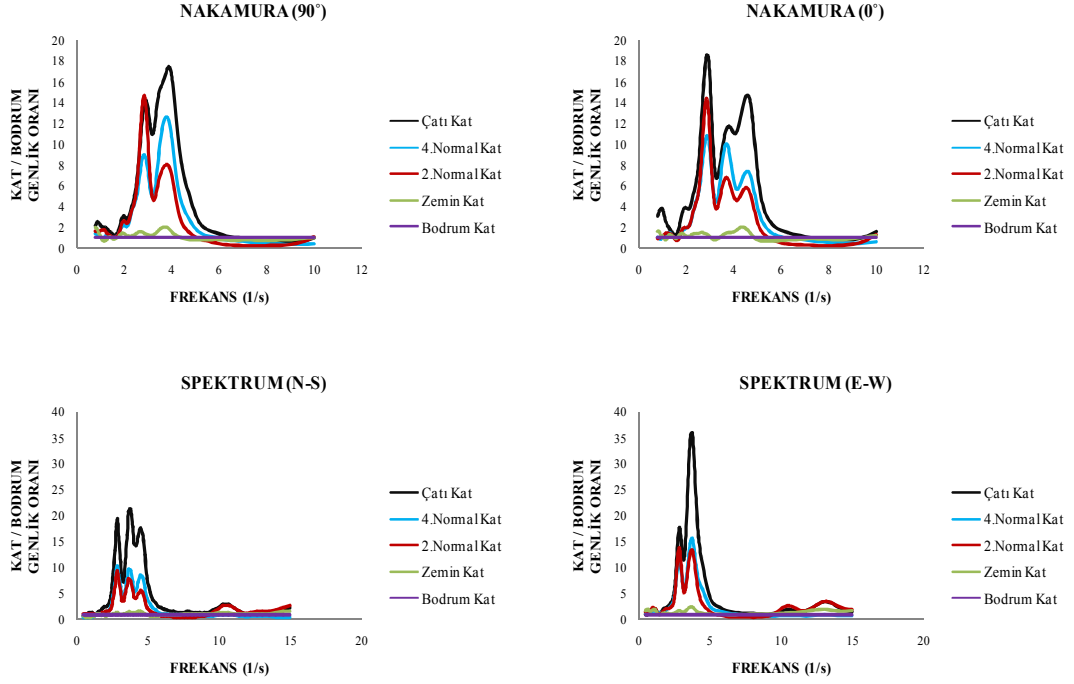 NAKAMURA (90˚)
KAT / BODRUM
GENLİK ORANI
20
18
16
14
12
10
8
6
4
2
0
0
2
4
6
8
10
12
FREKANS (1/s)
Çatı Kat
4.Normal Kat
2.Normal Kat
Zemin Kat
Bodrum Kat
NAKAMURA (0˚)
KAT / BODRUM
GENLİK ORANI
20
18
16
14
12
10
8
6
4
2
0
0
2
4
6
8
10
12
FREKANS (1/s)
Çatı Kat
4.Normal Kat
2.Normal Kat
Zemin Kat
Bodrum Kat
SPEKTRUM (N-S)
KAT / BODRUM
GENLİK ORANI
40
35
30
25
20
15
10
5
0
0
5
10
15
20
FREKANS (1/s)
Çatı Kat
4.Normal Kat
2.Normal Kat
Zemin Kat
Bodrum Kat
SPEKTRUM (E-W)
KAT / BODRUM
GENLİK ORANI
40
35
30
25
20
15
10
5
0
0
5
10
15
20
FREKANS (1/s)
Çatı Kat
4.Normal Kat
2.Normal Kat
Zemin Kat
Bodrum Kat